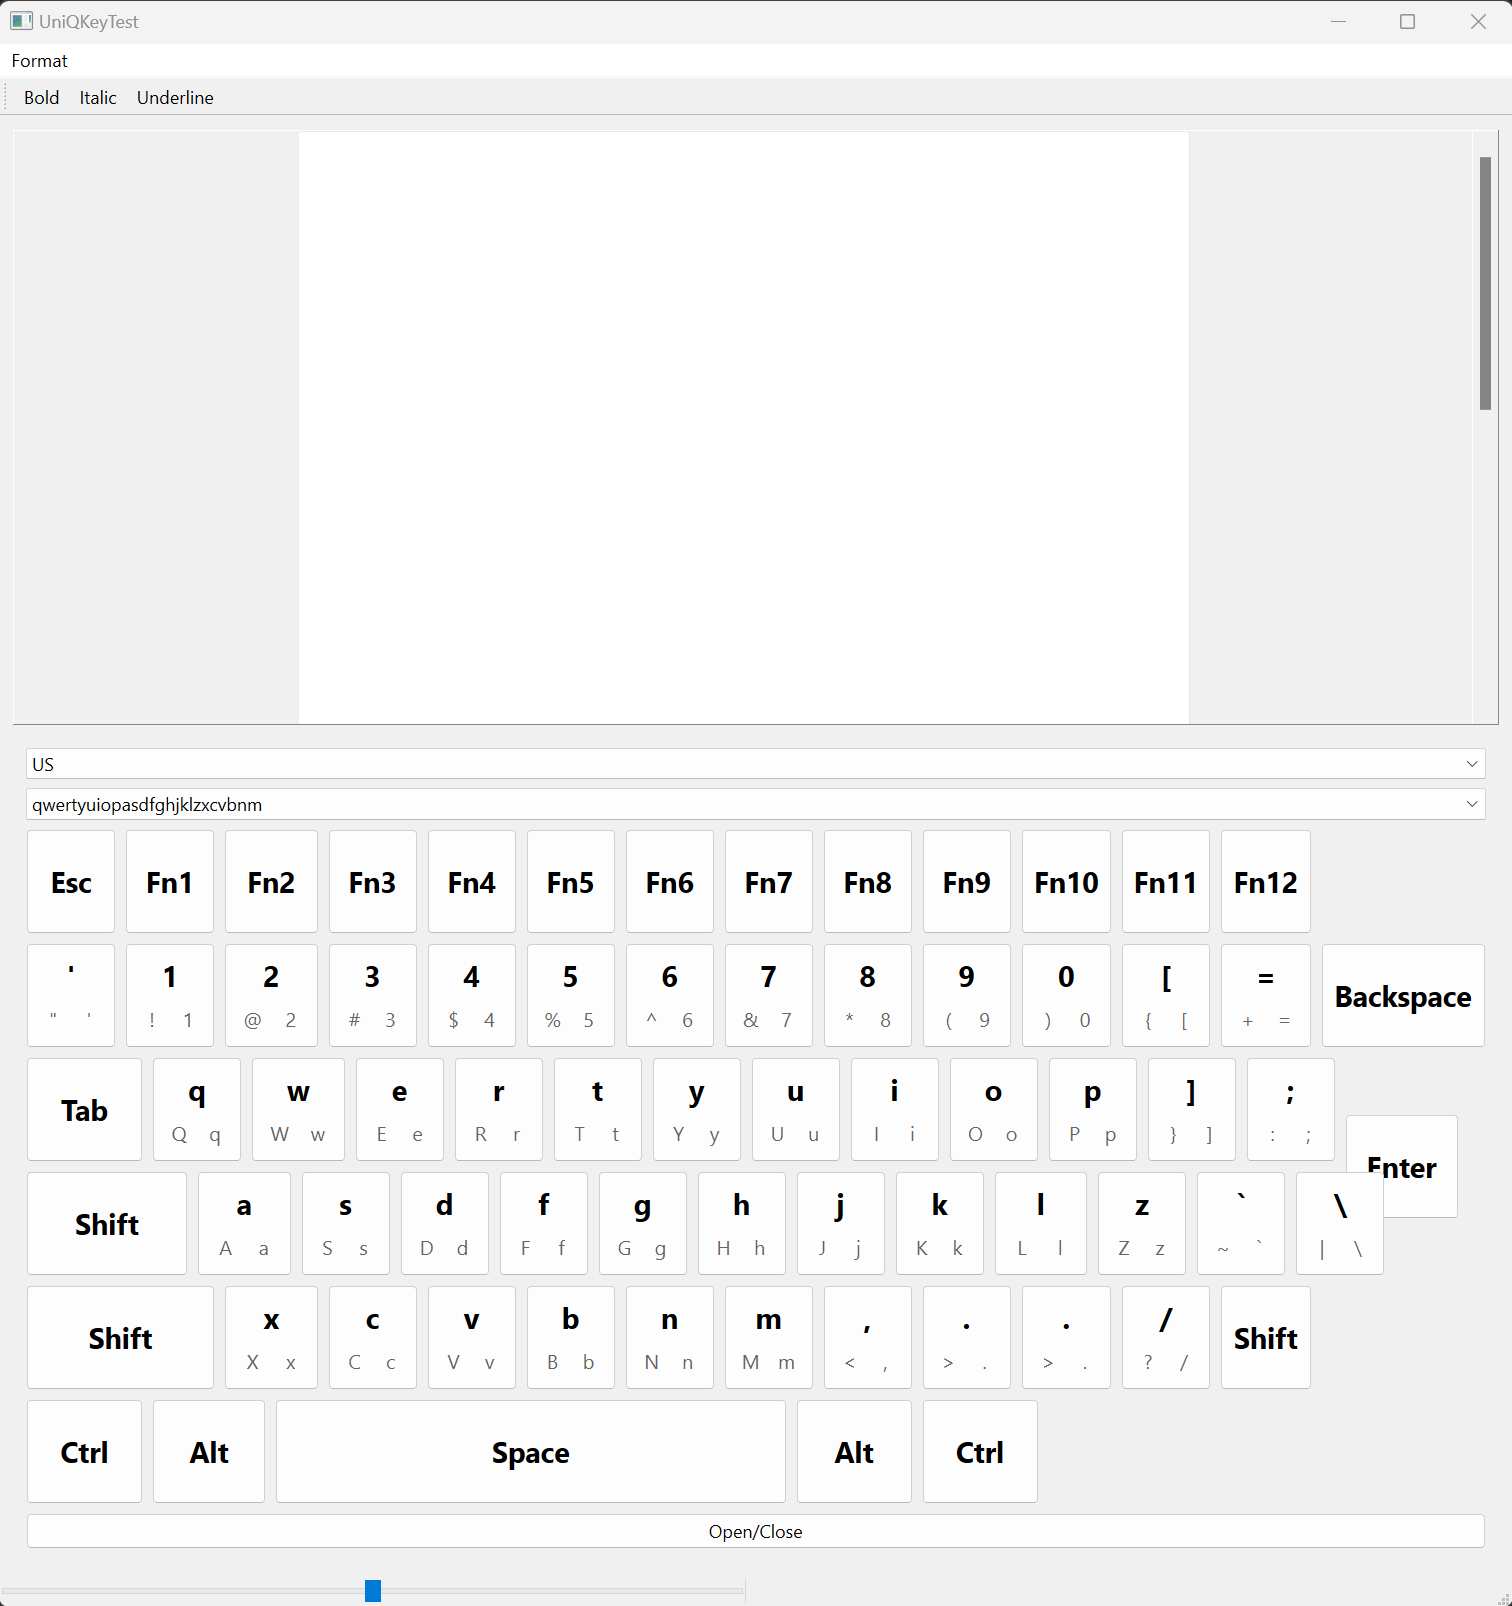 UniQKeyTest
Format
Bold Italic Underline
US
qwertyuiopasdfghjklzxcvbnm
Esc Fn1 Fn2 Fn3 Fn4 Fn5 Fn6 Fn7 Fn8 Fn9 Fn10 Fn11 Fn12
' 1 2 3 4 5 6 7 8 9 0 [ = Backspace
" ' ! 1 @ 2 # 3 $ 4 % 5 ^ 6 & 7 * 8 ( 9 ) 0 { [ + =
Tab q w e r t y u i o p ] ;
Q q W w E e R r T t Y y U u I i O o P p } ] : ;
Enter
Shift a s d f g h j k l z ` \
A a S s D d F f G g H h J j K k L l Z z ~ ` | \
Shift x c v b n m , . . / Shift
X x C c V v B b N n M m < , > . > . ? /
Ctrl Alt Space Alt Ctrl
Open/Close